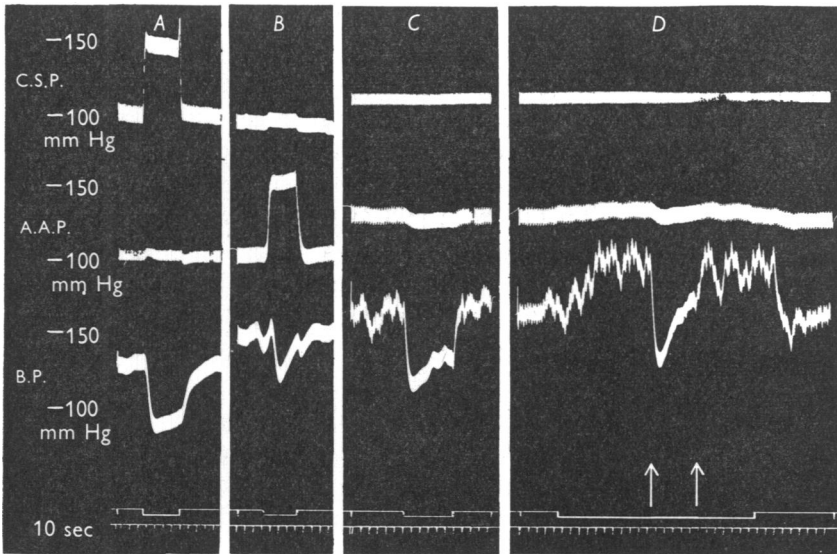 A B C D
—150
C.S.P.
—100
mm Hg
—150
A.A.P.
—100
mm Hg
—150
B.P.
—100
mm Hg
10 sec